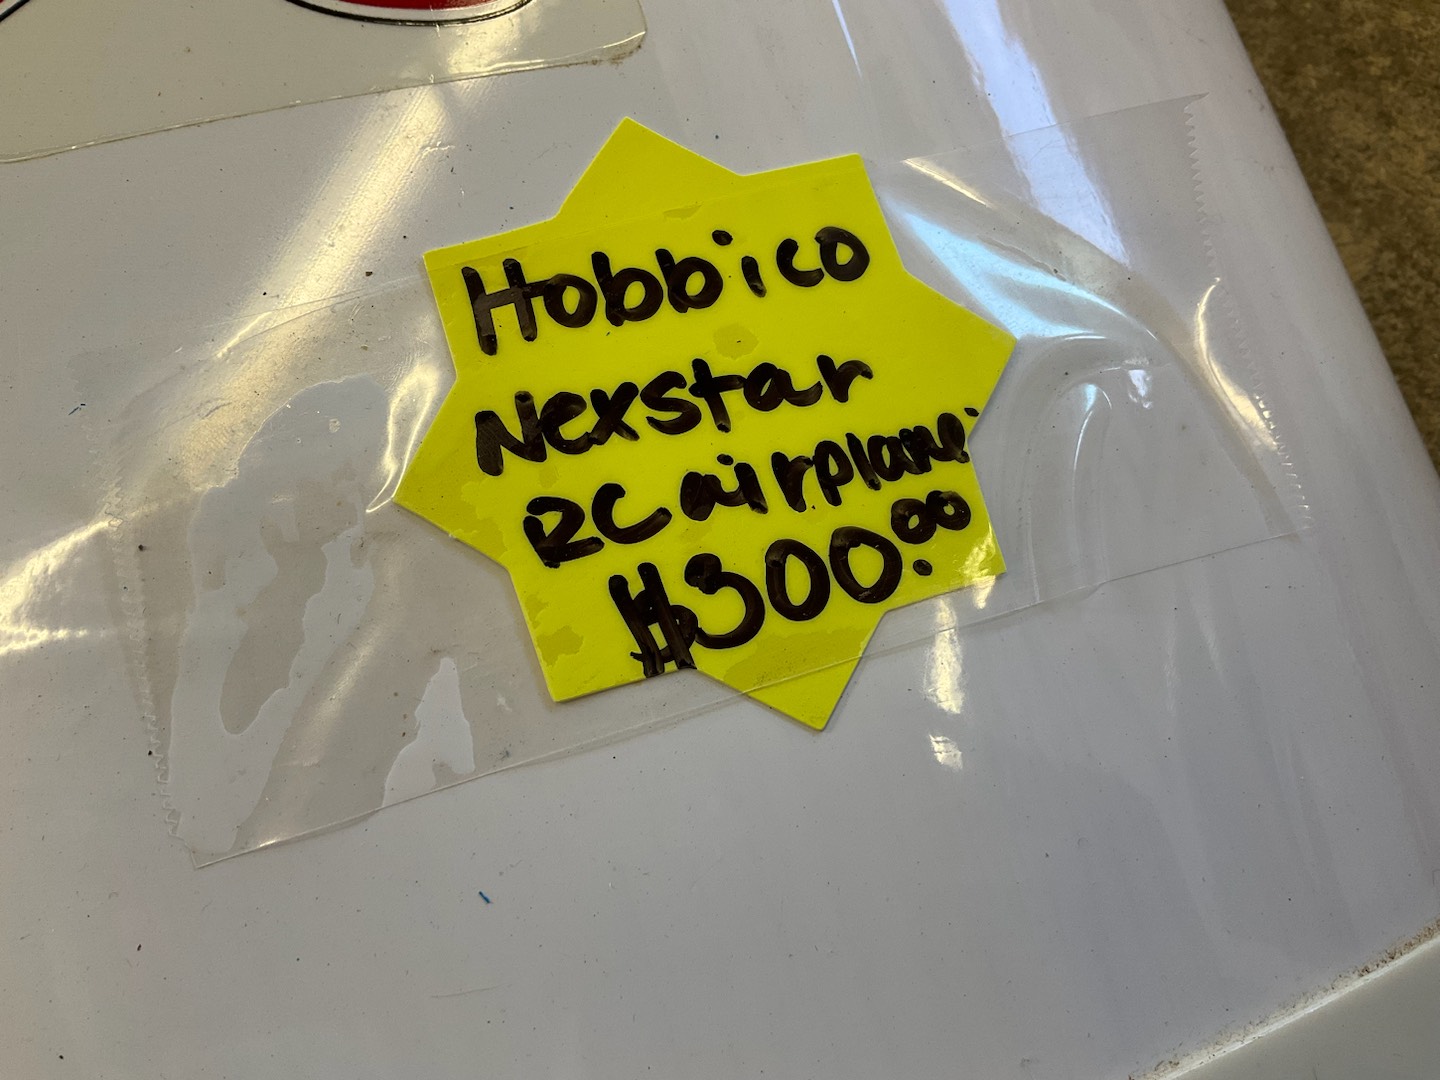 Hobbico
Nexstar
RC airplane
$300.00